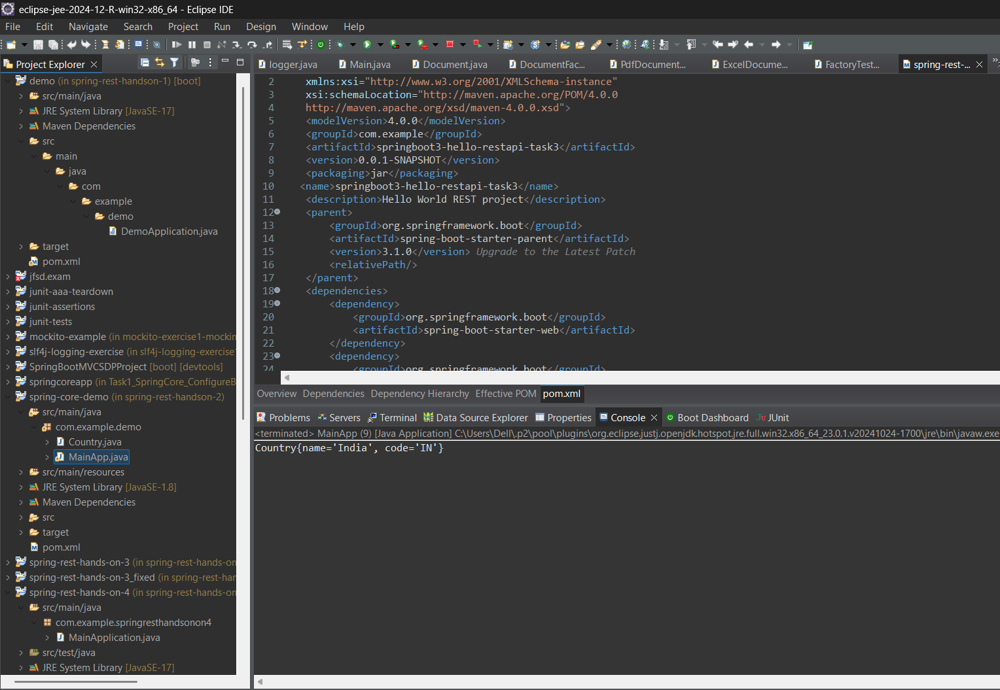 eclipse-jee-2024-12-R-win32-x86_64 - Eclipse IDE
File Edit Navigate Search Project Run Design Window Help
Project Explorer
demo (in spring-rest-handson-1) [boot]
src/main/java
JRE System Library [JavaSE-17]
Maven Dependencies
src
main
java
com
example
demo
DemoApplication.java
target
pom.xml
jfsd.exam
junit-aaa-teardown
junit-assertions
junit-tests
mockito-example (in mockito-exercise1-mockin
slf4j-logging-exercise (in slf4j-logging-exercise
SpringBootMVCSDPProject [boot] [devtools]
springcoreapp (in Task1_SpringCore_ConfigureB
spring-core-demo (in spring-rest-handson-2)
src/main/java
com.example.demo
Country.java
MainApp.java
src/main/resources
JRE System Library [JavaSE-1.8]
Maven Dependencies
src
target
pom.xml
spring-rest-hands-on-3 (in spring-rest-hands-on
spring-rest-hands-on-3_fixed (in spring-rest-har
spring-rest-hands-on-4 (in spring-rest-hands-on
src/main/java
com.example.springresthandsonon4
MainApplication.java
src/test/java
JRE System Library [JavaSE-17]
logger.java Main.java Document.java DocumentFac... PdfDocument... ExcelDocume... FactoryTest... spring-rest-...
2 xmlns:xsi="http://www.w3.org/2001/XMLSchema-instance"
3 xsi:schemaLocation="http://maven.apache.org/POM/4.0.0
4 http://maven.apache.org/xsd/maven-4.0.0.xsd">
5 <modelVersion>4.0.0</modelVersion>
6 <groupId>com.example</groupId>
7 <artifactId>springboot3-hello-restapi-task3</artifactId>
8 <version>0.0.1-SNAPSHOT</version>
9 <packaging>jar</packaging>
10 <name>springboot3-hello-restapi-task3</name>
11 <description>Hello World REST project</description>
12 <parent>
13 <groupId>org.springframework.boot</groupId>
14 <artifactId>spring-boot-starter-parent</artifactId>
15 <version>3.1.0</version> Upgrade to the Latest Patch
16 <relativePath/>
17 </parent>
18 <dependencies>
19 <dependency>
20 <groupId>org.springframework.boot</groupId>
21 <artifactId>spring-boot-starter-web</artifactId>
22 </dependency>
23 <dependency>
24 <groupId>org.springframework.boot</groupId>
Overview Dependencies Dependency Hierarchy Effective POM pom.xml
Problems Servers Terminal Data Source Explorer Properties Console Boot Dashboard JUnit
<terminated> MainApp (9) [Java Application] C:\Users\Dell\.p2\pool\plugins\org.eclipse.justj.openjdk.hotspot.jre.full.win32.x86_64_23.0.1.v20241024-1700\jre\bin\javaw.exe
Country{name='India', code='IN'}